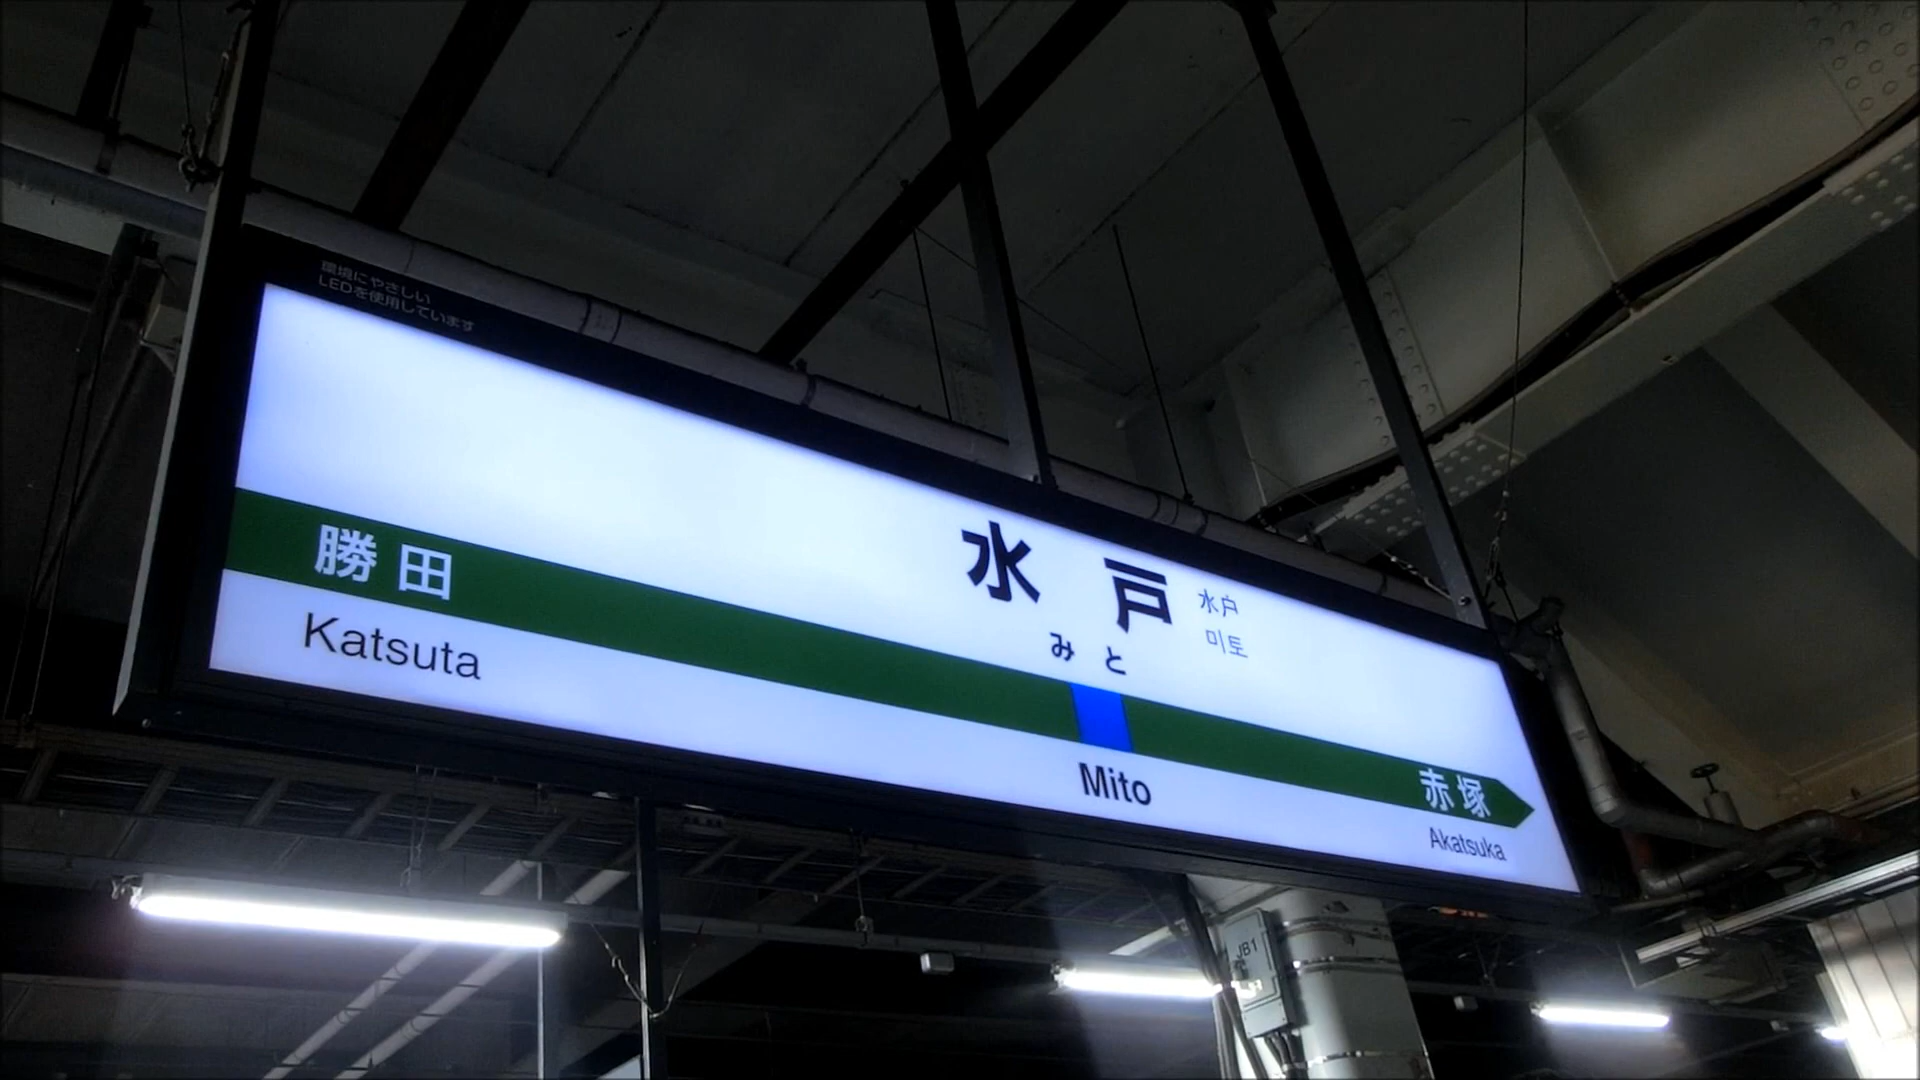 環境にやさしい
LEDを使用しています
水戸
水户
미토
みと
勝田
赤塚
Katsuta
Mito
Akatsuka
JB1